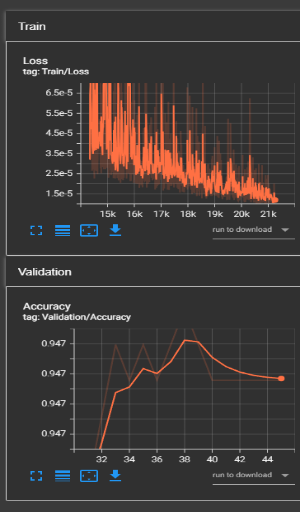 Train
Loss
tag: Train/Loss
6.5e-5
5.5e-5
4.5e-5
3.5e-5
2.5e-5
1.5e-5
15k 16k 17k 18k 19k 20k 21k
run to download
Validation
Accuracy
tag: Validation/Accuracy
0.947
0.947
0.947
0.947
32 34 36 38 40 42 44
run to download